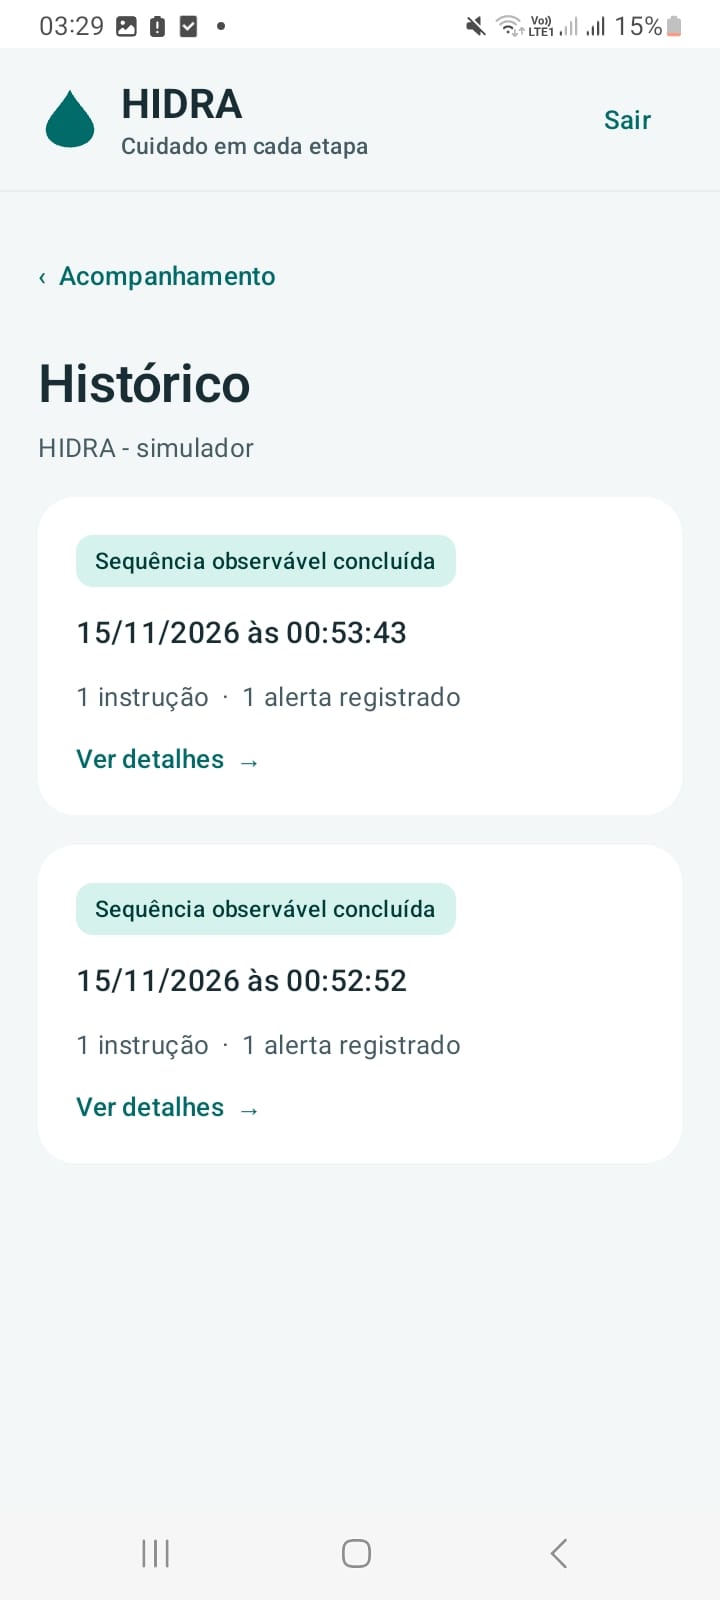 03:29
Vo))
LTE1
15%
HIDRA
Cuidado em cada etapa
Sair
‹ Acompanhamento
Histórico
HIDRA - simulador
Sequência observável concluída
15/11/2026 às 00:53:43
1 instrução · 1 alerta registrado
Ver detalhes →
Sequência observável concluída
15/11/2026 às 00:52:52
1 instrução · 1 alerta registrado
Ver detalhes →